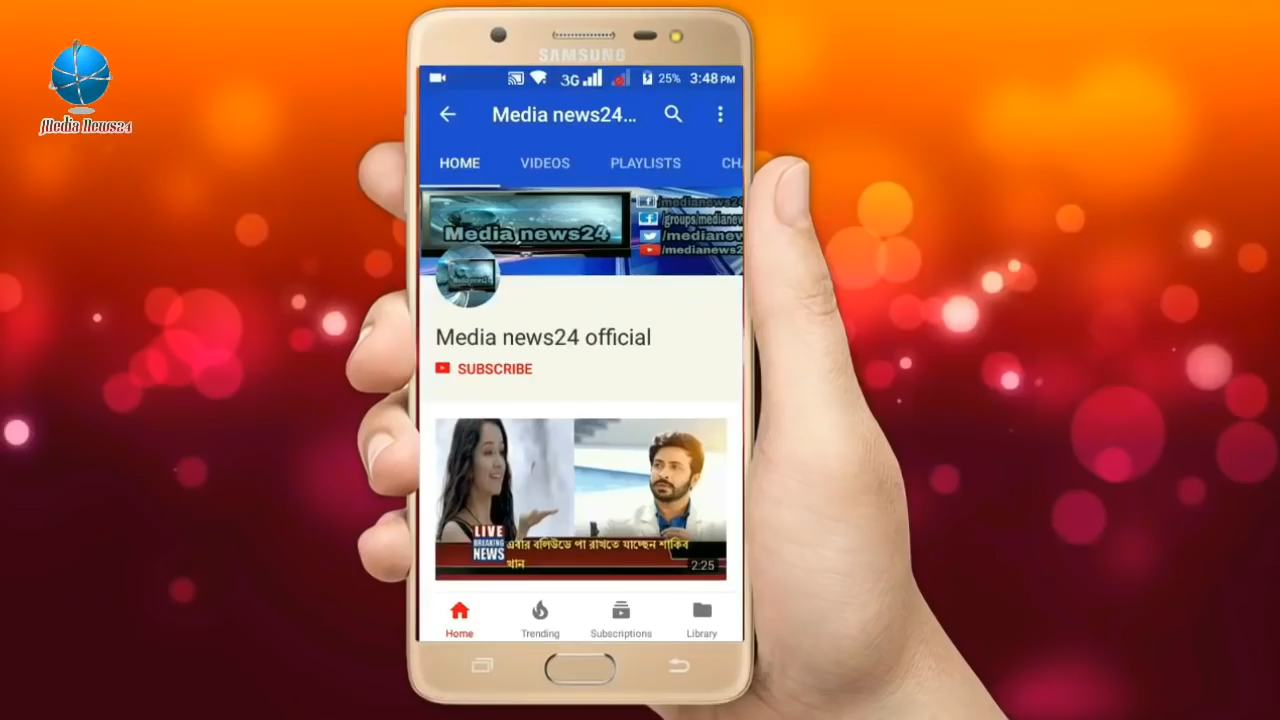 Media News24
SAMSUNG
3G 25% 3:48 PM
Media news24...
HOME VIDEOS PLAYLISTS CH
Media news24
/medianews24
/groups/medianew
/medianew
/medianews2
Media news24
Media news24 official
SUBSCRIBE
LIVE
BREAKING
NEWS
এবার বলিউডে পা রাখতে যাচ্ছেন শাকিব
খান
2:25
Home Trending Subscriptions Library